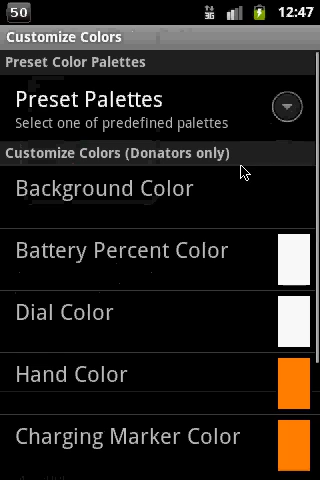 50
3G
12:47
Customize Colors
Preset Color Palettes
Preset Palettes
Select one of predefined palettes
Customize Colors (Donators only)
Background Color
Battery Percent Color
Dial Color
Hand Color
Charging Marker Color